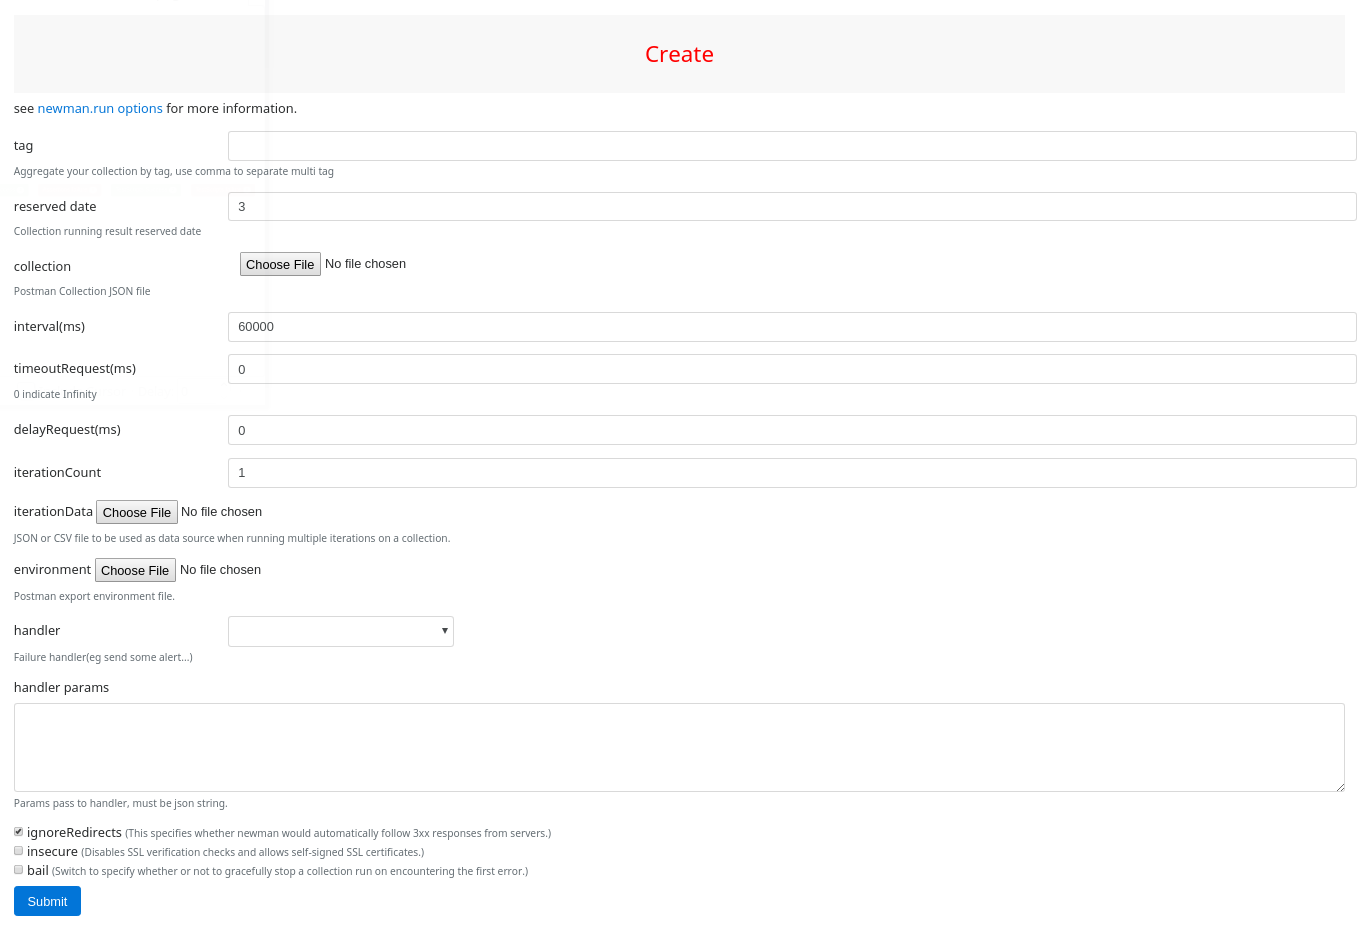 Create
see newman.run options for more information.
tag
Aggregate your collection by tag, use comma to separate multi tag
reserved date 3
Collection running result reserved date
collection Choose File No file chosen
Postman Collection JSON file
interval(ms) 60000
timeoutRequest(ms) 0
0 indicate Infinity
delayRequest(ms) 0
iterationCount 1
iterationData Choose File No file chosen
JSON or CSV file to be used as data source when running multiple iterations on a collection.
environment Choose File No file chosen
Postman export environment file.
handler
Failure handler(eg send some alert...)
handler params
Params pass to handler, must be json string.
ignoreRedirects (This specifies whether newman would automatically follow 3xx responses from servers.)
insecure (Disables SSL verification checks and allows self-signed SSL certificates.)
bail (Switch to specify whether or not to gracefully stop a collection run on encountering the first error.)
Submit